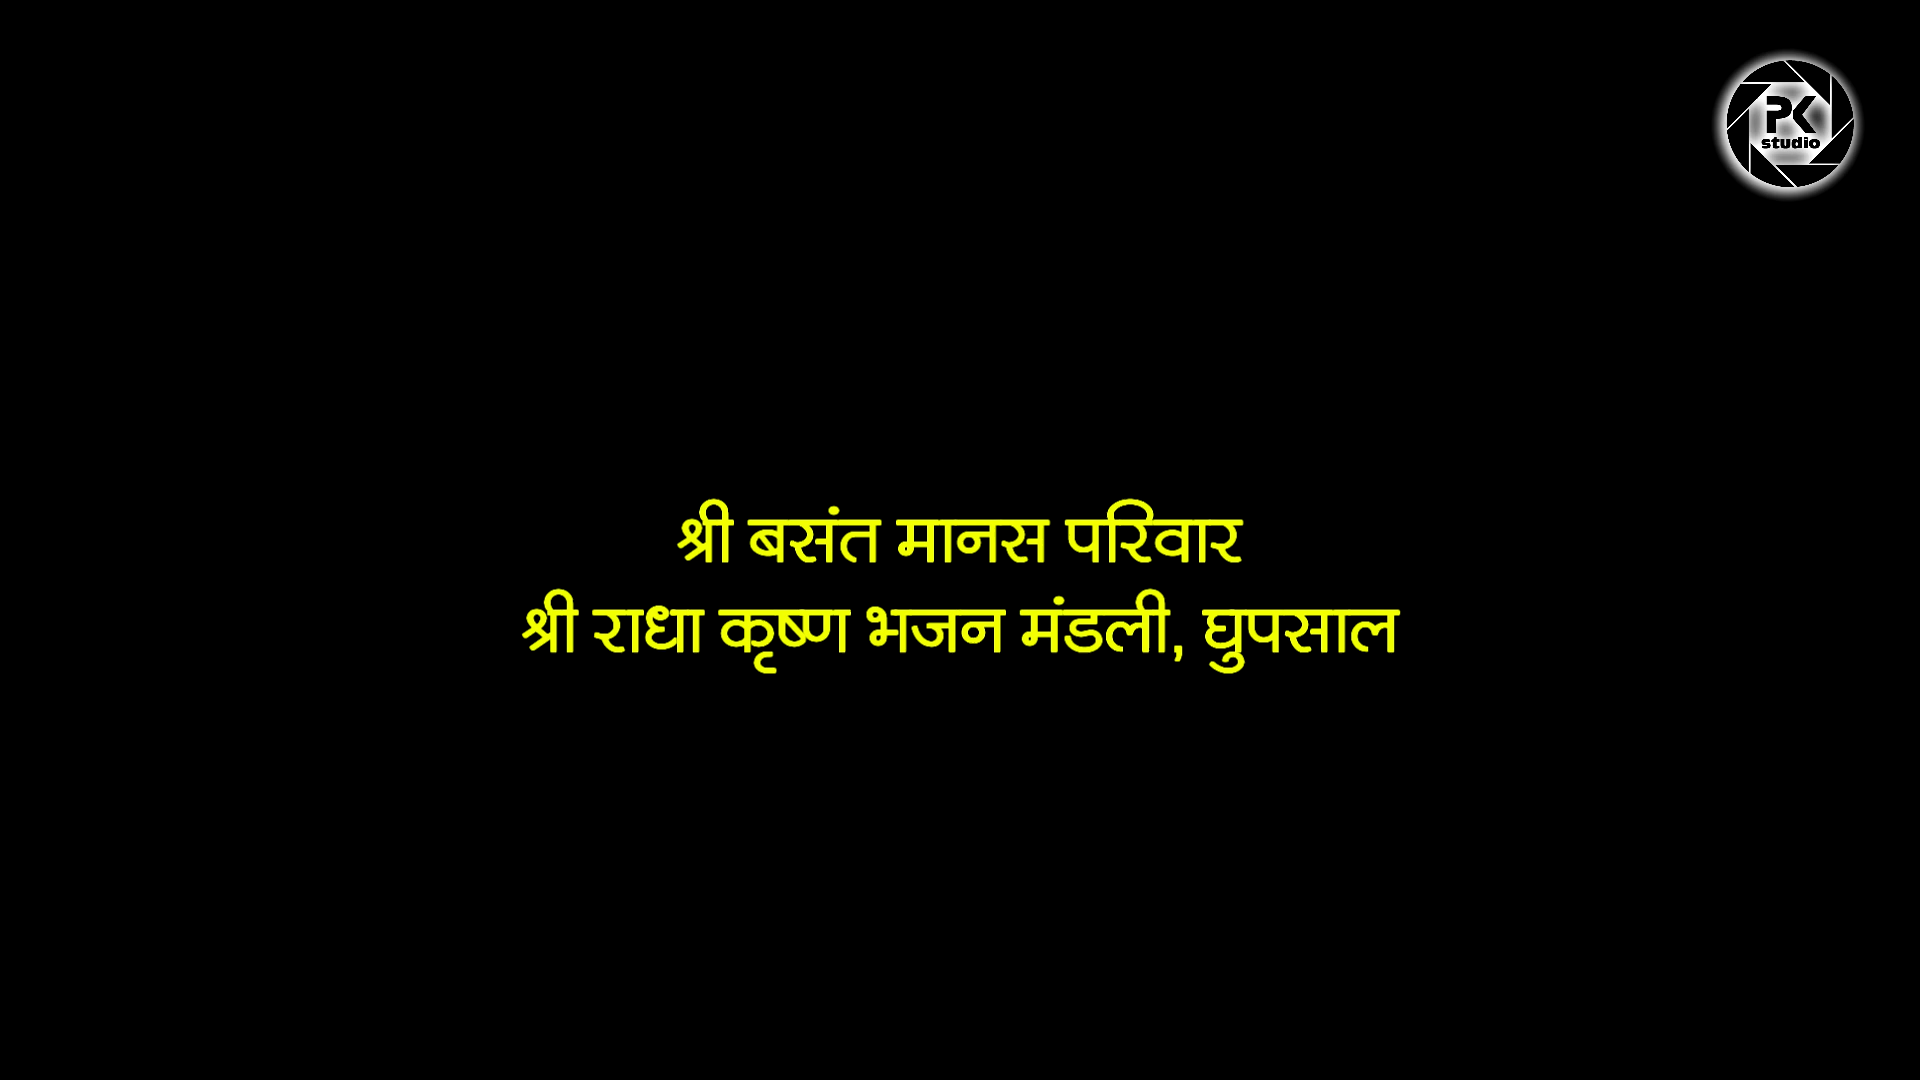 PK
studio
श्री बसंत मानस परिवार
श्री राधा कृष्ण भजन मंडली, घुपसाल